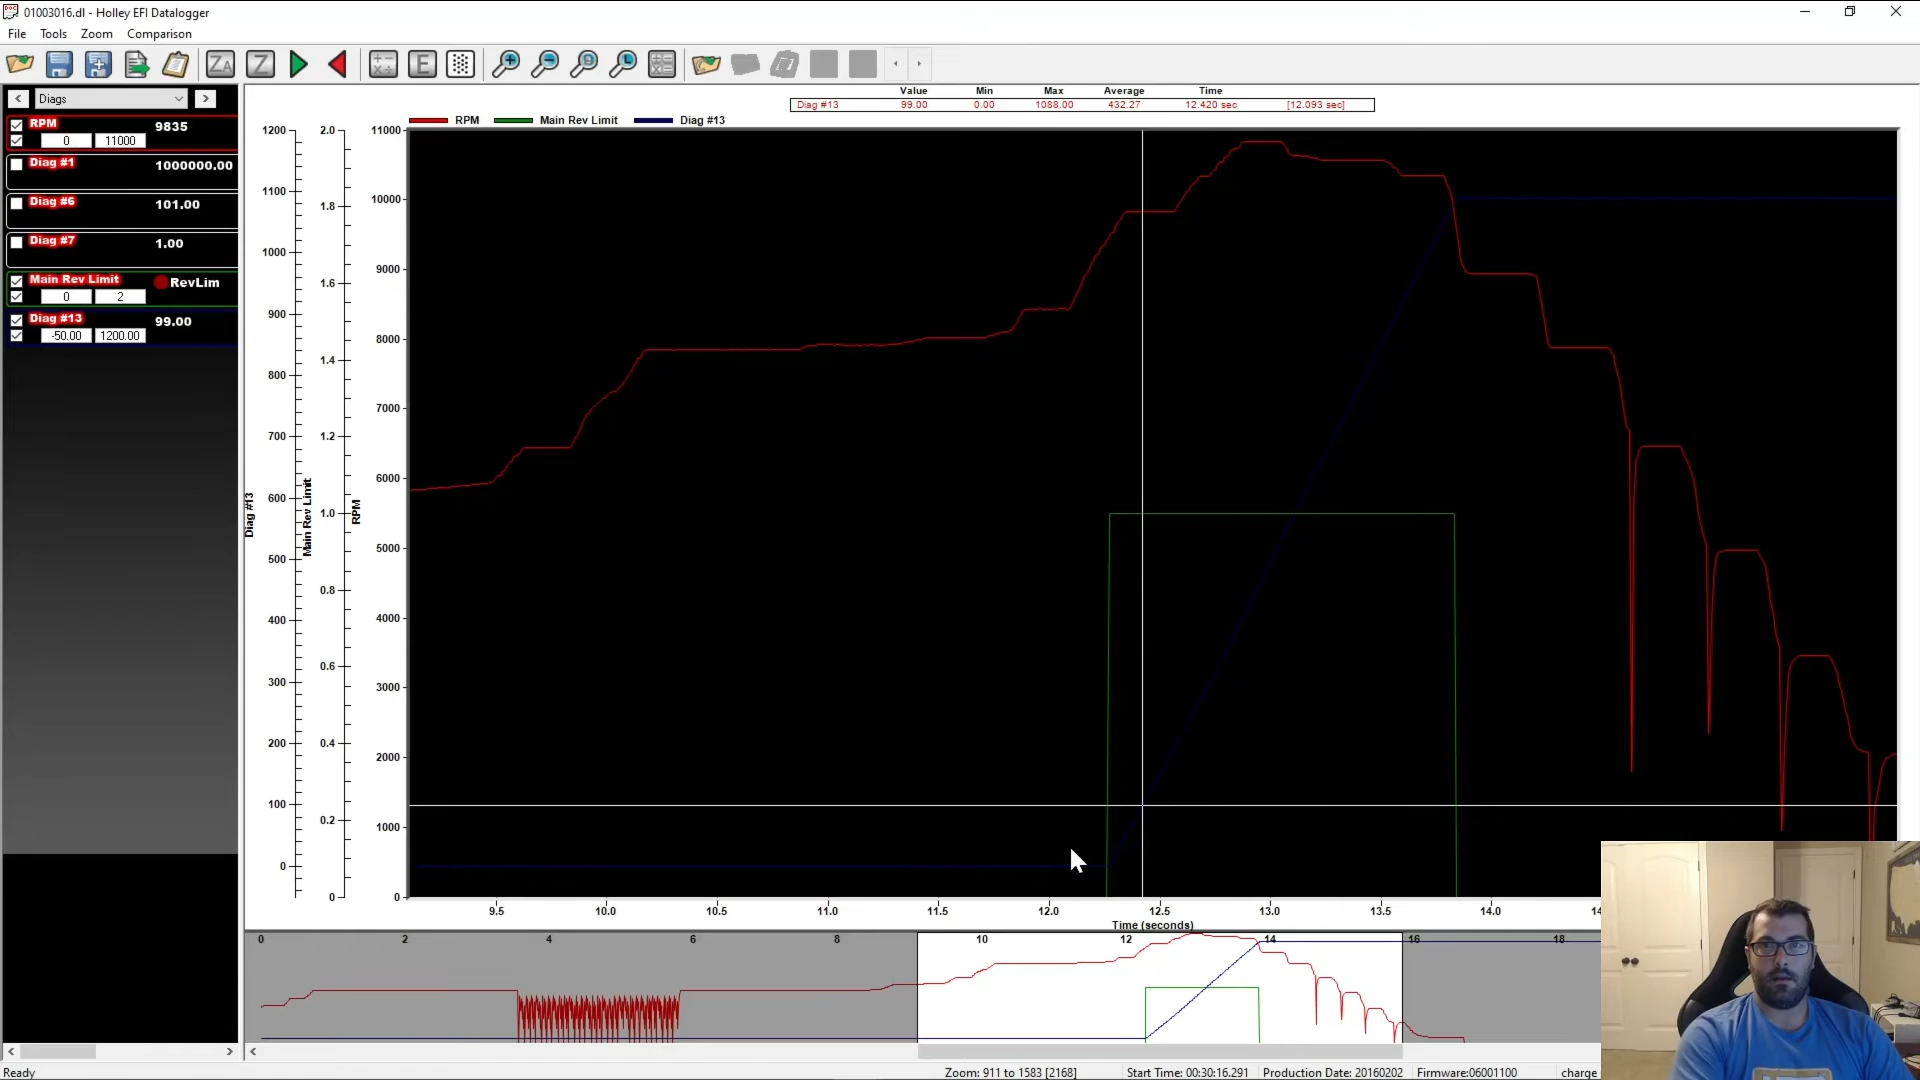 01003016.dl - Holley EFI Datalogger
File Tools Zoom Comparison
ZA Z E
Diags
RPM 9835
0 11000
Diag #1 1000000.00
Diag #6 101.00
Diag #7 1.00
Main Rev Limit RevLim
0 2
Diag #13 99.00
-50.00 1200.00
Value Min Max Average Time
Diag #13 99.00 0.00 1088.00 432.27 12.420 sec [12.093 sec]
RPM Main Rev Limit Diag #13
1200 1100 1000 900 800 700 600 500 400 300 200 100 0
Diag #13
2.0 1.8 1.6 1.4 1.2 1.0 0.8 0.6 0.4 0.2 0
Main Rev Limit
11000 10000 9000 8000 7000 6000 5000 4000 3000 2000 1000 0
RPM
9.5 10.0 10.5 11.0 11.5 12.0 12.5 13.0 13.5 14.0 14
Time (seconds)
0 2 4 6 8 10 12 14 16 18
Ready Zoom: 911 to 1583 [2168] Start Time: 00:30:16.291 Production Date: 20160202 Firmware:06001100 charge